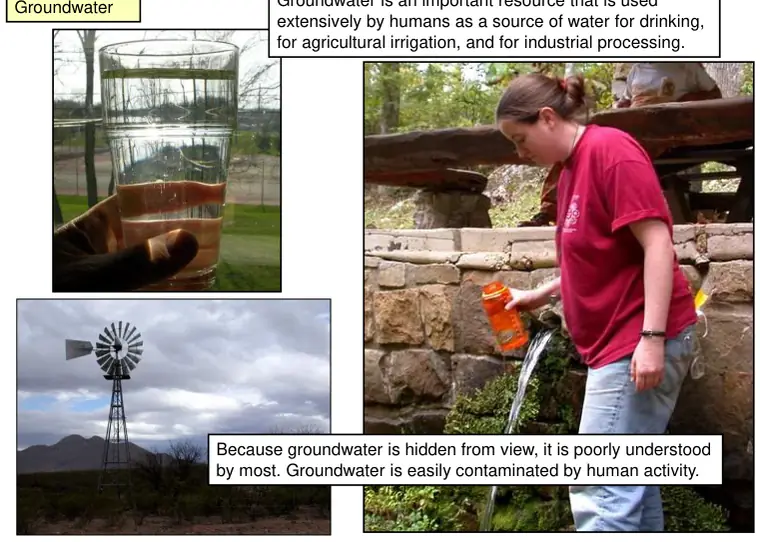 Groundwater
Groundwater is an important resource that is used
extensively by humans as a source of water for drinking,
for agricultural irrigation, and for industrial processing.
Because groundwater is hidden from view, it is poorly understood
by most. Groundwater is easily contaminated by human activity.